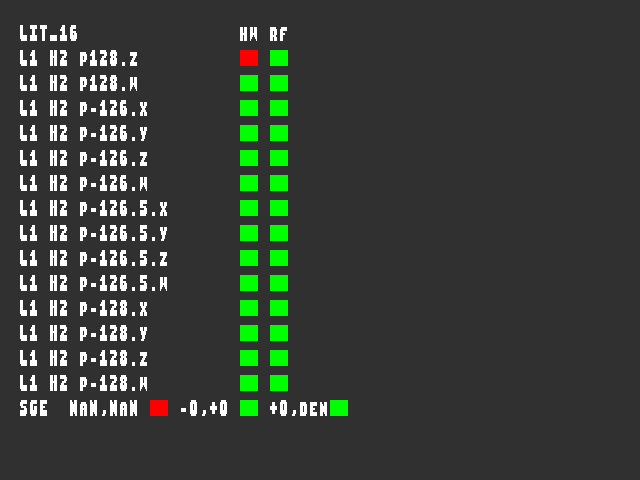 LIT_16 HW RF
L1 H2 p128.z
L1 H2 p128.w
L1 H2 p-126.x
L1 H2 p-126.y
L1 H2 p-126.z
L1 H2 p-126.w
L1 H2 p-126.5.x
L1 H2 p-126.5.y
L1 H2 p-126.5.z
L1 H2 p-126.5.w
L1 H2 p-128.x
L1 H2 p-128.y
L1 H2 p-128.z
L1 H2 p-128.w
SGE NaN,NaN -0,+0 +0,den